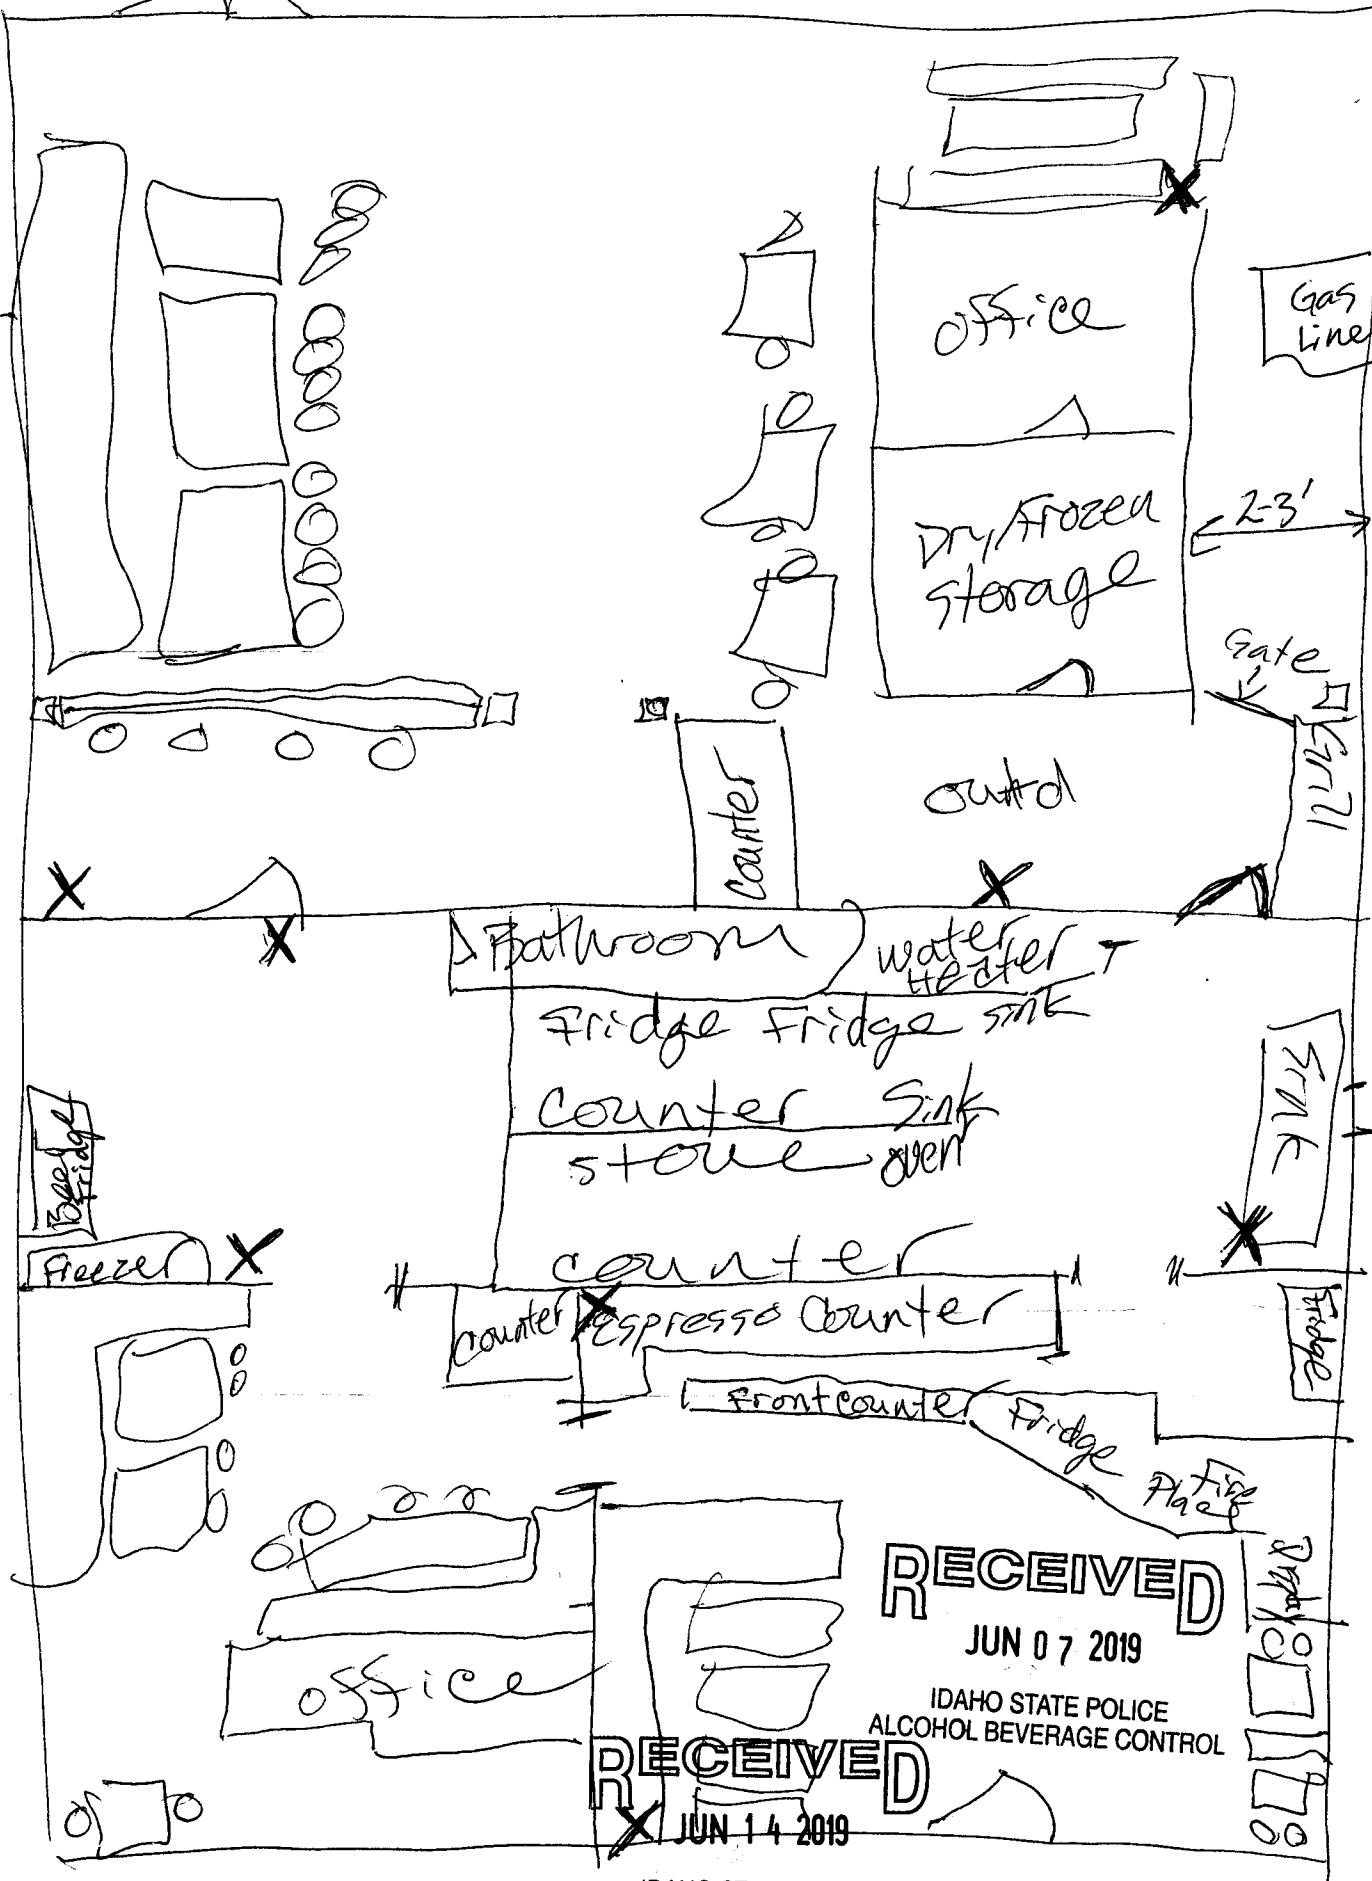 office
Gas
Line
Dry/Frozen
storage
2-3'
Gate
Grill
Counter
X
X
X
X
Bathroom
water
Heater
Fridge Fridge sink
Counter Sink
stove oven
Sink
Fridge
Freezer
X
X
counter
counter
X
Espresso Counter
Fridge
Front counter
Fridge
Fire
Place
Display
office
RECEIVED
JUN 07 2019
IDAHO STATE POLICE
ALCOHOL BEVERAGE CONTROL
RECEIVED
X
JUN 14 2019